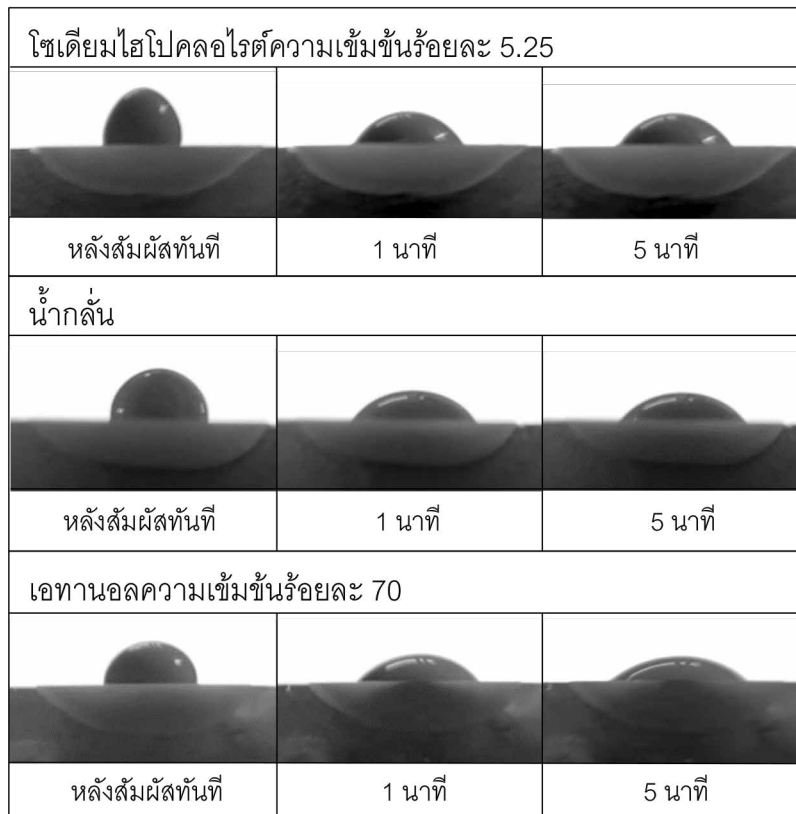 โซเดียมไฮโปคลอไรต์ความเข้มข้นร้อยละ 5.25
หลังสัมผัสทันที 1 นาที 5 นาที
น้ำกลั่น
หลังสัมผัสทันที 1 นาที 5 นาที
เอทานอลความเข้มข้นร้อยละ 70
หลังสัมผัสทันที 1 นาที 5 นาที